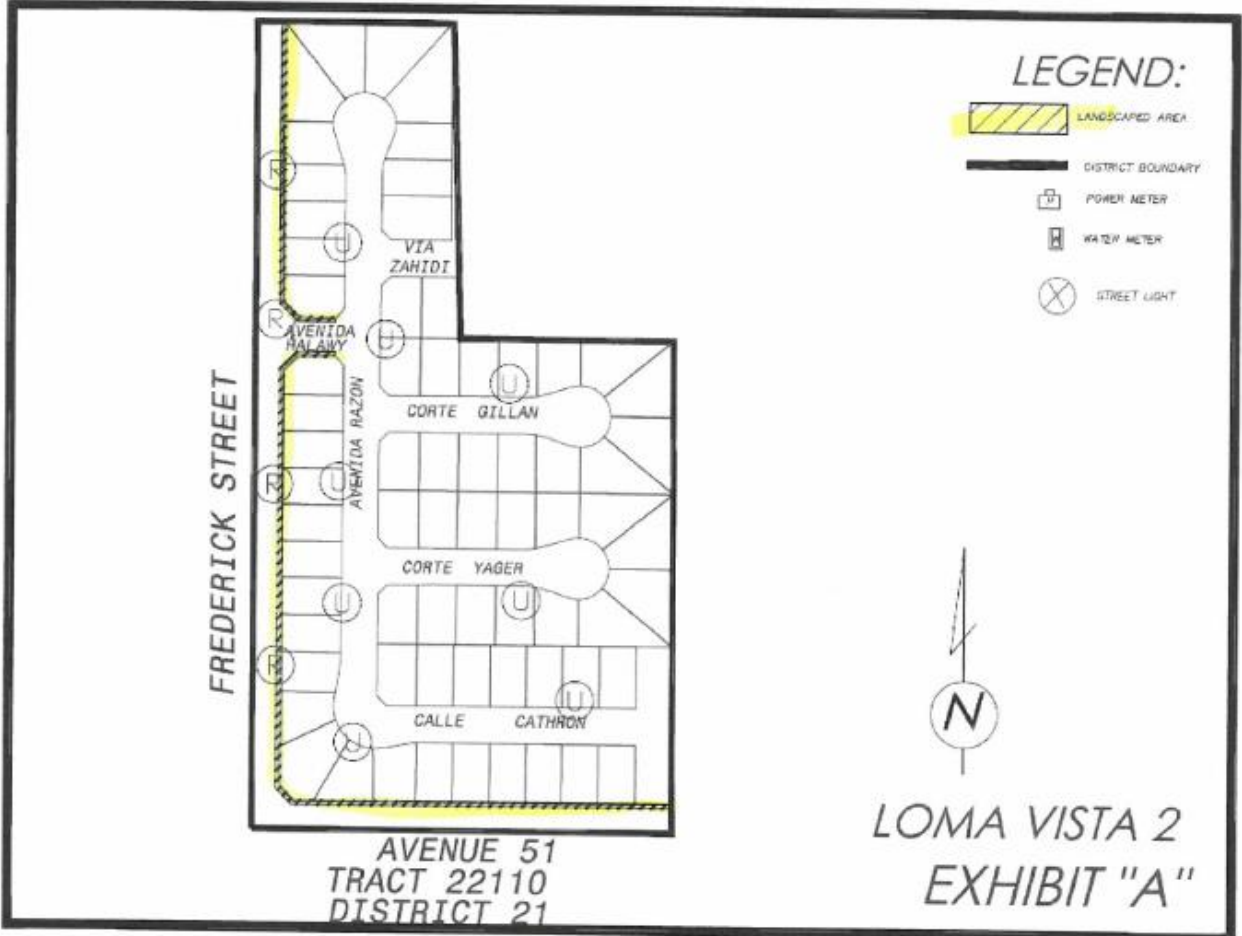 LEGEND:
LANDSCAPED AREA
DISTRICT BOUNDARY
POWER METER
WATER METER
STREET LIGHT
R
U
VIA
ZAHIDI
R
AVENIDA
HALAWY
U
U
CORTE GILLAN
AVENIDA RAZON
FREDERICK STREET
R
U
CORTE YAGER
U
U
R
U
CALLE CATHRON
U
N
AVENUE 51
TRACT 22110
DISTRICT 21
LOMA VISTA 2
EXHIBIT "A"